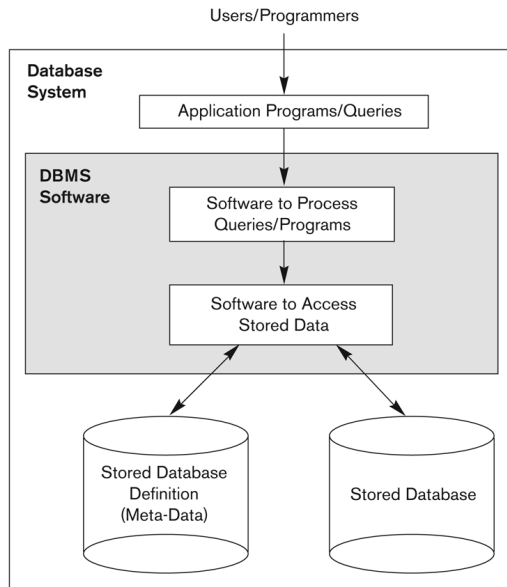 Users/Programmers
Database
System
Application Programs/Queries
DBMS
Software
Software to Process
Queries/Programs
Software to Access
Stored Data
Stored Database
Definition
(Meta-Data)
Stored Database